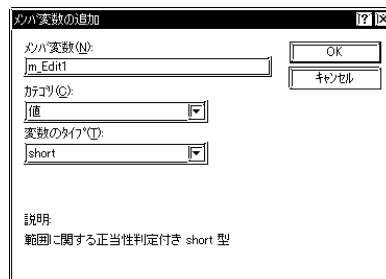 メンバ変数の追加
メンバ変数(N):
m_Edit1
OK
キャンセル
カテゴリ(C):
値
変数のタイプ(T):
short
説明:
範囲に関する正当性判定付き short 型